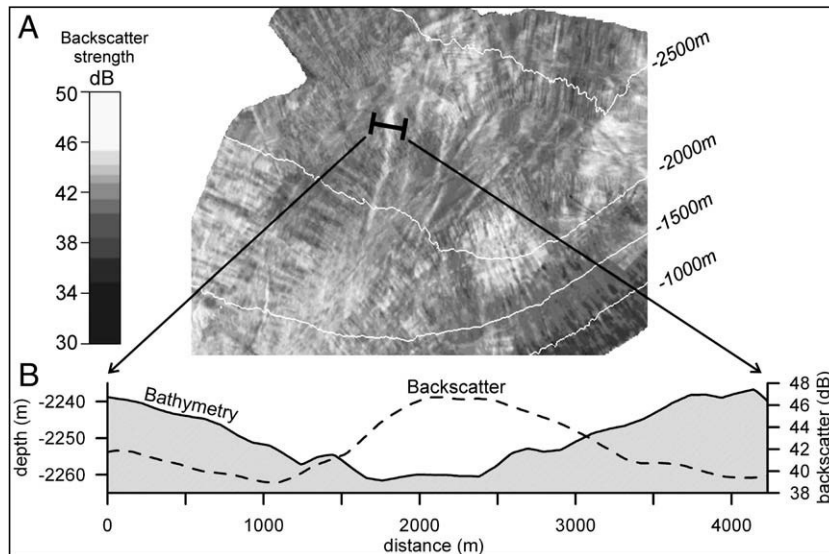 A
Backscatter
strength
dB
50
46
42
38
34
30
-2500m
-2000m
-1500m
-1000m
B
Bathymetry
Backscatter
depth (m)
-2240
-2250
-2260
48
46
44
42
40
38
backscatter (dB)
0
1000
2000
3000
4000
distance (m)